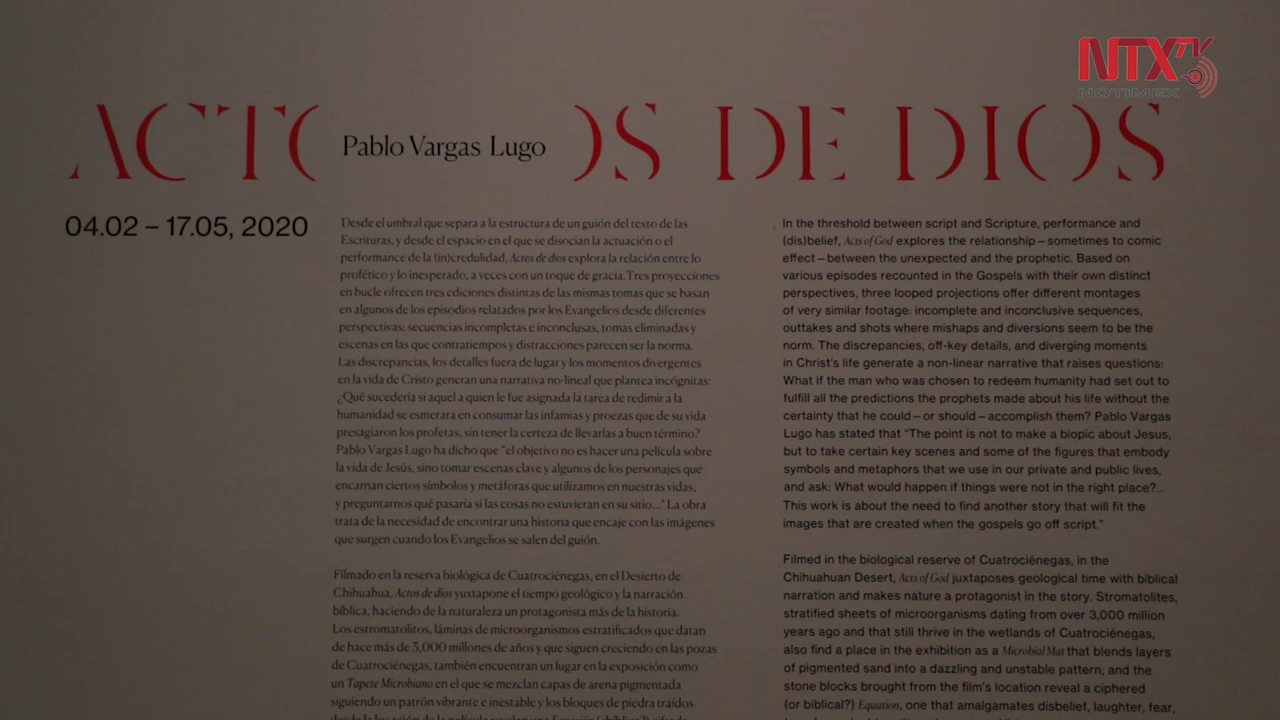 NTX TV
NOTIMEX
ACTOS DE DIOS
Pablo Vargas Lugo
04.02 – 17.05, 2020
Desde el umbral que separa a la estructura de un guión del texto de las
Escrituras, y desde el espacio en el que se disocian la actuación o el
performance de la (in)credulidad, Actos de dios explora la relación entre lo
profético y lo inesperado, a veces con un toque de gracia. Tres proyecciones
en bucle ofrecen tres ediciones distintas de las mismas tomas que se basan
en algunos de los episodios relatados por los Evangelios desde diferentes
perspectivas: secuencias incompletas e inconclusas, tomas eliminadas y
escenas en las que contratiempos y distracciones parecen ser la norma.
Las discrepancias, los detalles fuera de lugar y los momentos divergentes
en la vida de Cristo generan una narrativa no-lineal que plantea incógnitas:
¿Qué sucedería si aquel a quien le fue asignada la tarea de redimir a la
humanidad se esmerara en consumar las infamias y proezas que de su vida
presagiaron los profetas, sin tener la certeza de llevarlas a buen término?
Pablo Vargas Lugo ha dicho que "el objetivo no es hacer una película sobre
la vida de Jesús, sino tomar escenas clave y algunos de los personajes que
encarnan ciertos símbolos y metáforas que utilizamos en nuestras vidas,
y preguntarnos qué pasaría si las cosas no estuvieran en su sitio..." La obra
trata de la necesidad de encontrar una historia que encaje con las imágenes
que surgen cuando los Evangelios se salen del guión.
Filmado en la reserva biológica de Cuatrociénegas, en el Desierto de
Chihuahua, Actos de dios yuxtapone el tiempo geológico y la narración
bíblica, haciendo de la naturaleza un protagonista más de la historia.
Los estromatolitos, láminas de microorganismos estratificados que datan
de hace más de 3,000 millones de años y que siguen creciendo en las pozas
de Cuatrociénegas, también encuentran un lugar en la exposición como
un Tapete Microbiano en el que se mezclan capas de arena pigmentada
siguiendo un patrón vibrante e inestable y los bloques de piedra traídos
In the threshold between script and Scripture, performance and
(dis)belief, Acts of God explores the relationship – sometimes to comic
effect – between the unexpected and the prophetic. Based on
various episodes recounted in the Gospels with their own distinct
perspectives, three looped projections offer different montages
of very similar footage: incomplete and inconclusive sequences,
outtakes and shots where mishaps and diversions seem to be the
norm. The discrepancies, off-key details, and diverging moments
in Christ's life generate a non-linear narrative that raises questions:
What if the man who was chosen to redeem humanity had set out to
fulfill all the predictions the prophets made about his life without the
certainty that he could – or should – accomplish them? Pablo Vargas
Lugo has stated that "The point is not to make a biopic about Jesus,
but to take certain key scenes and some of the figures that embody
symbols and metaphors that we use in our private and public lives,
and ask: What would happen if things were not in the right place?...
This work is about the need to find another story that will fit the
images that are created when the gospels go off script."
Filmed in the biological reserve of Cuatrociénegas, in the
Chihuahuan Desert, Acts of God juxtaposes geological time with biblical
narration and makes nature a protagonist in the story. Stromatolites,
stratified sheets of microorganisms dating from over 3,000 million
years ago and that still thrive in the wetlands of Cuatrociénegas,
also find a place in the exhibition as a Microbial Mat that blends layers
of pigmented sand into a dazzling and unstable pattern; and the
stone blocks brought from the film's location reveal a ciphered
(or biblical?) Equation, one that amalgamates disbelief, laughter, fear,